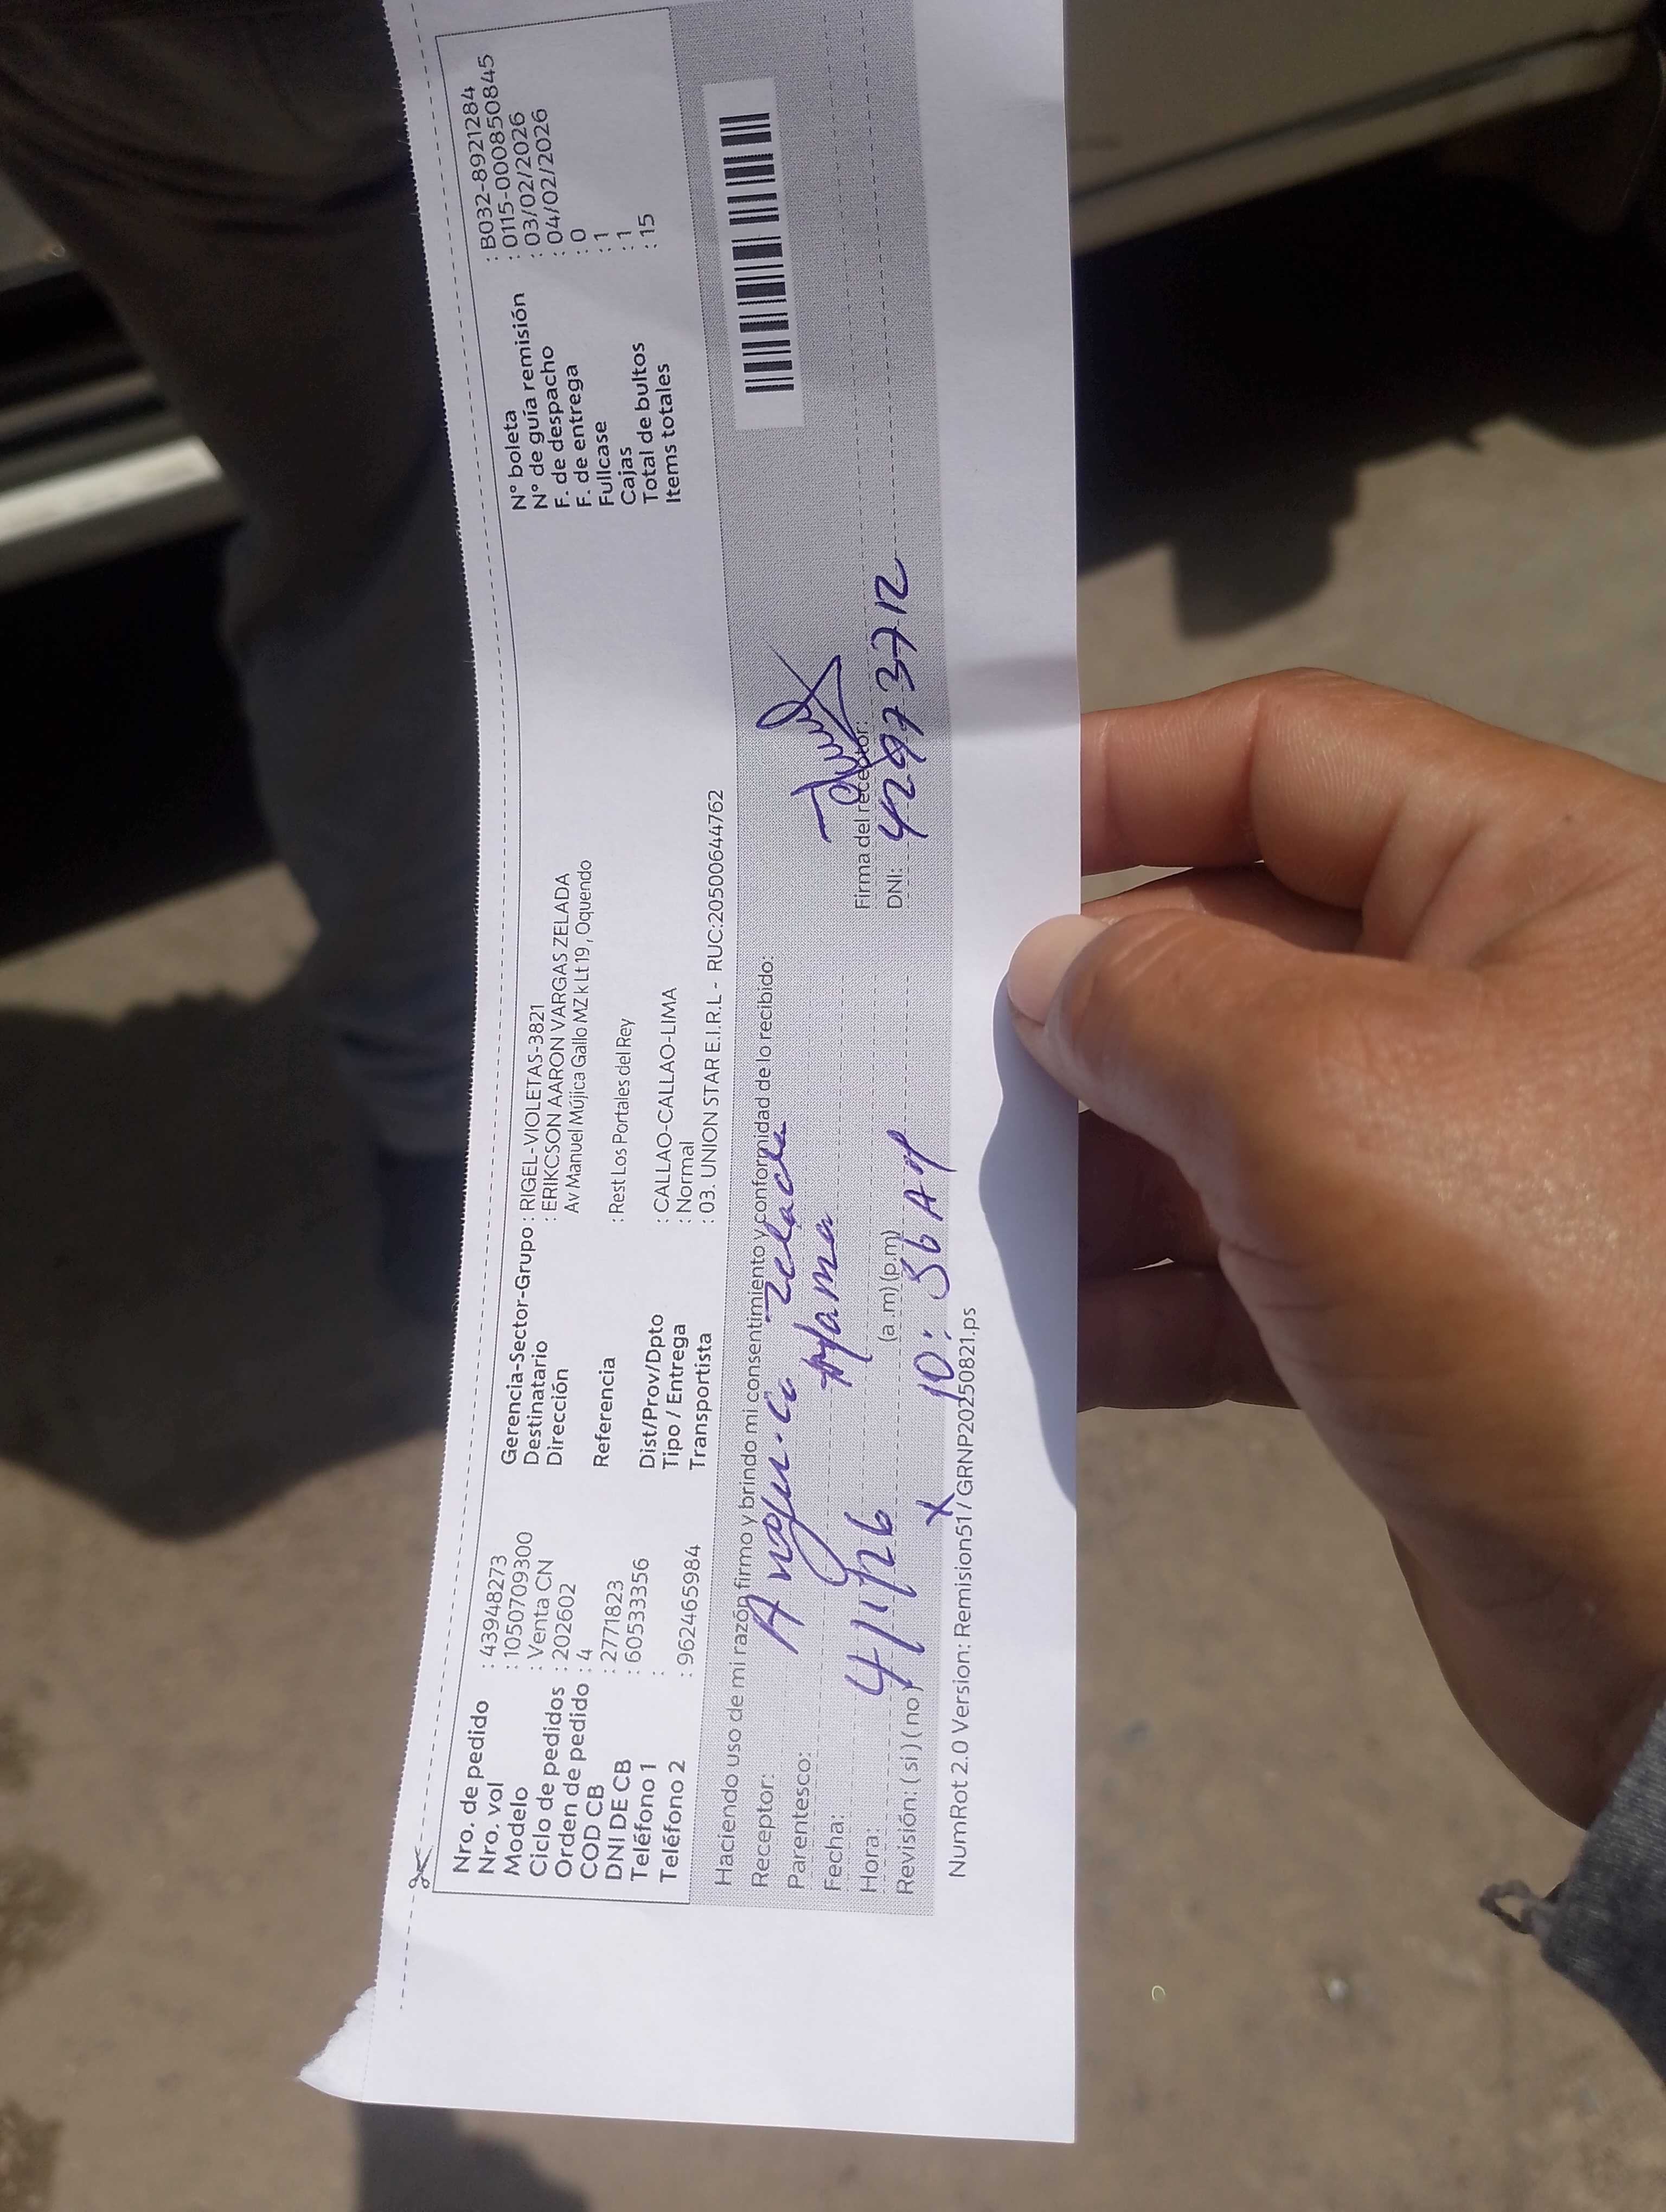 Nro. de pedido : 43948273
Nro. vol : 1050709300
Modelo : Venta CN
Ciclo de pedidos : 202602
Orden de pedido : 4
COD CB : 2771823
DNI DE CB : 60533356
Teléfono 1 :
Teléfono 2 : 962465984
Gerencia-Sector-Grupo : RIGEL-VIOLETAS-3821
Destinatario : ERIKCSON AARON VARGAS ZELADA
Dirección Av Manuel Mújica Gallo MZ k Lt 19, Oquendo
Referencia : Rest Los Portales del Rey
Dist/Prov/Dpto : CALLAO-CALLAO-LIMA
Tipo / Entrega : Normal
Transportista : 03. UNION STAR E.I.R.L - RUC:20500644762
N° boleta : B032-8921284
N° de guía remisión : 0115-0008508​45
F. de despacho : 03/02/2026
F. de entrega : 04/02/2026
Fullcase : 0
Cajas : 1
Total de bultos : 1
Items totales : 15
Haciendo uso de mi razón firmo y brindo mi consentimiento y conformidad de lo recibido:
Receptor: Zelada
Parentesco: Mama
Fecha: 4/1/26
Hora: (a.m) (p.m) 10:36 AM
Revisión: (si) (no) x
Firma del receptor:
DNI: 42973712
NumRot 2.0 Version: Remision51 / GRNP20250821.ps